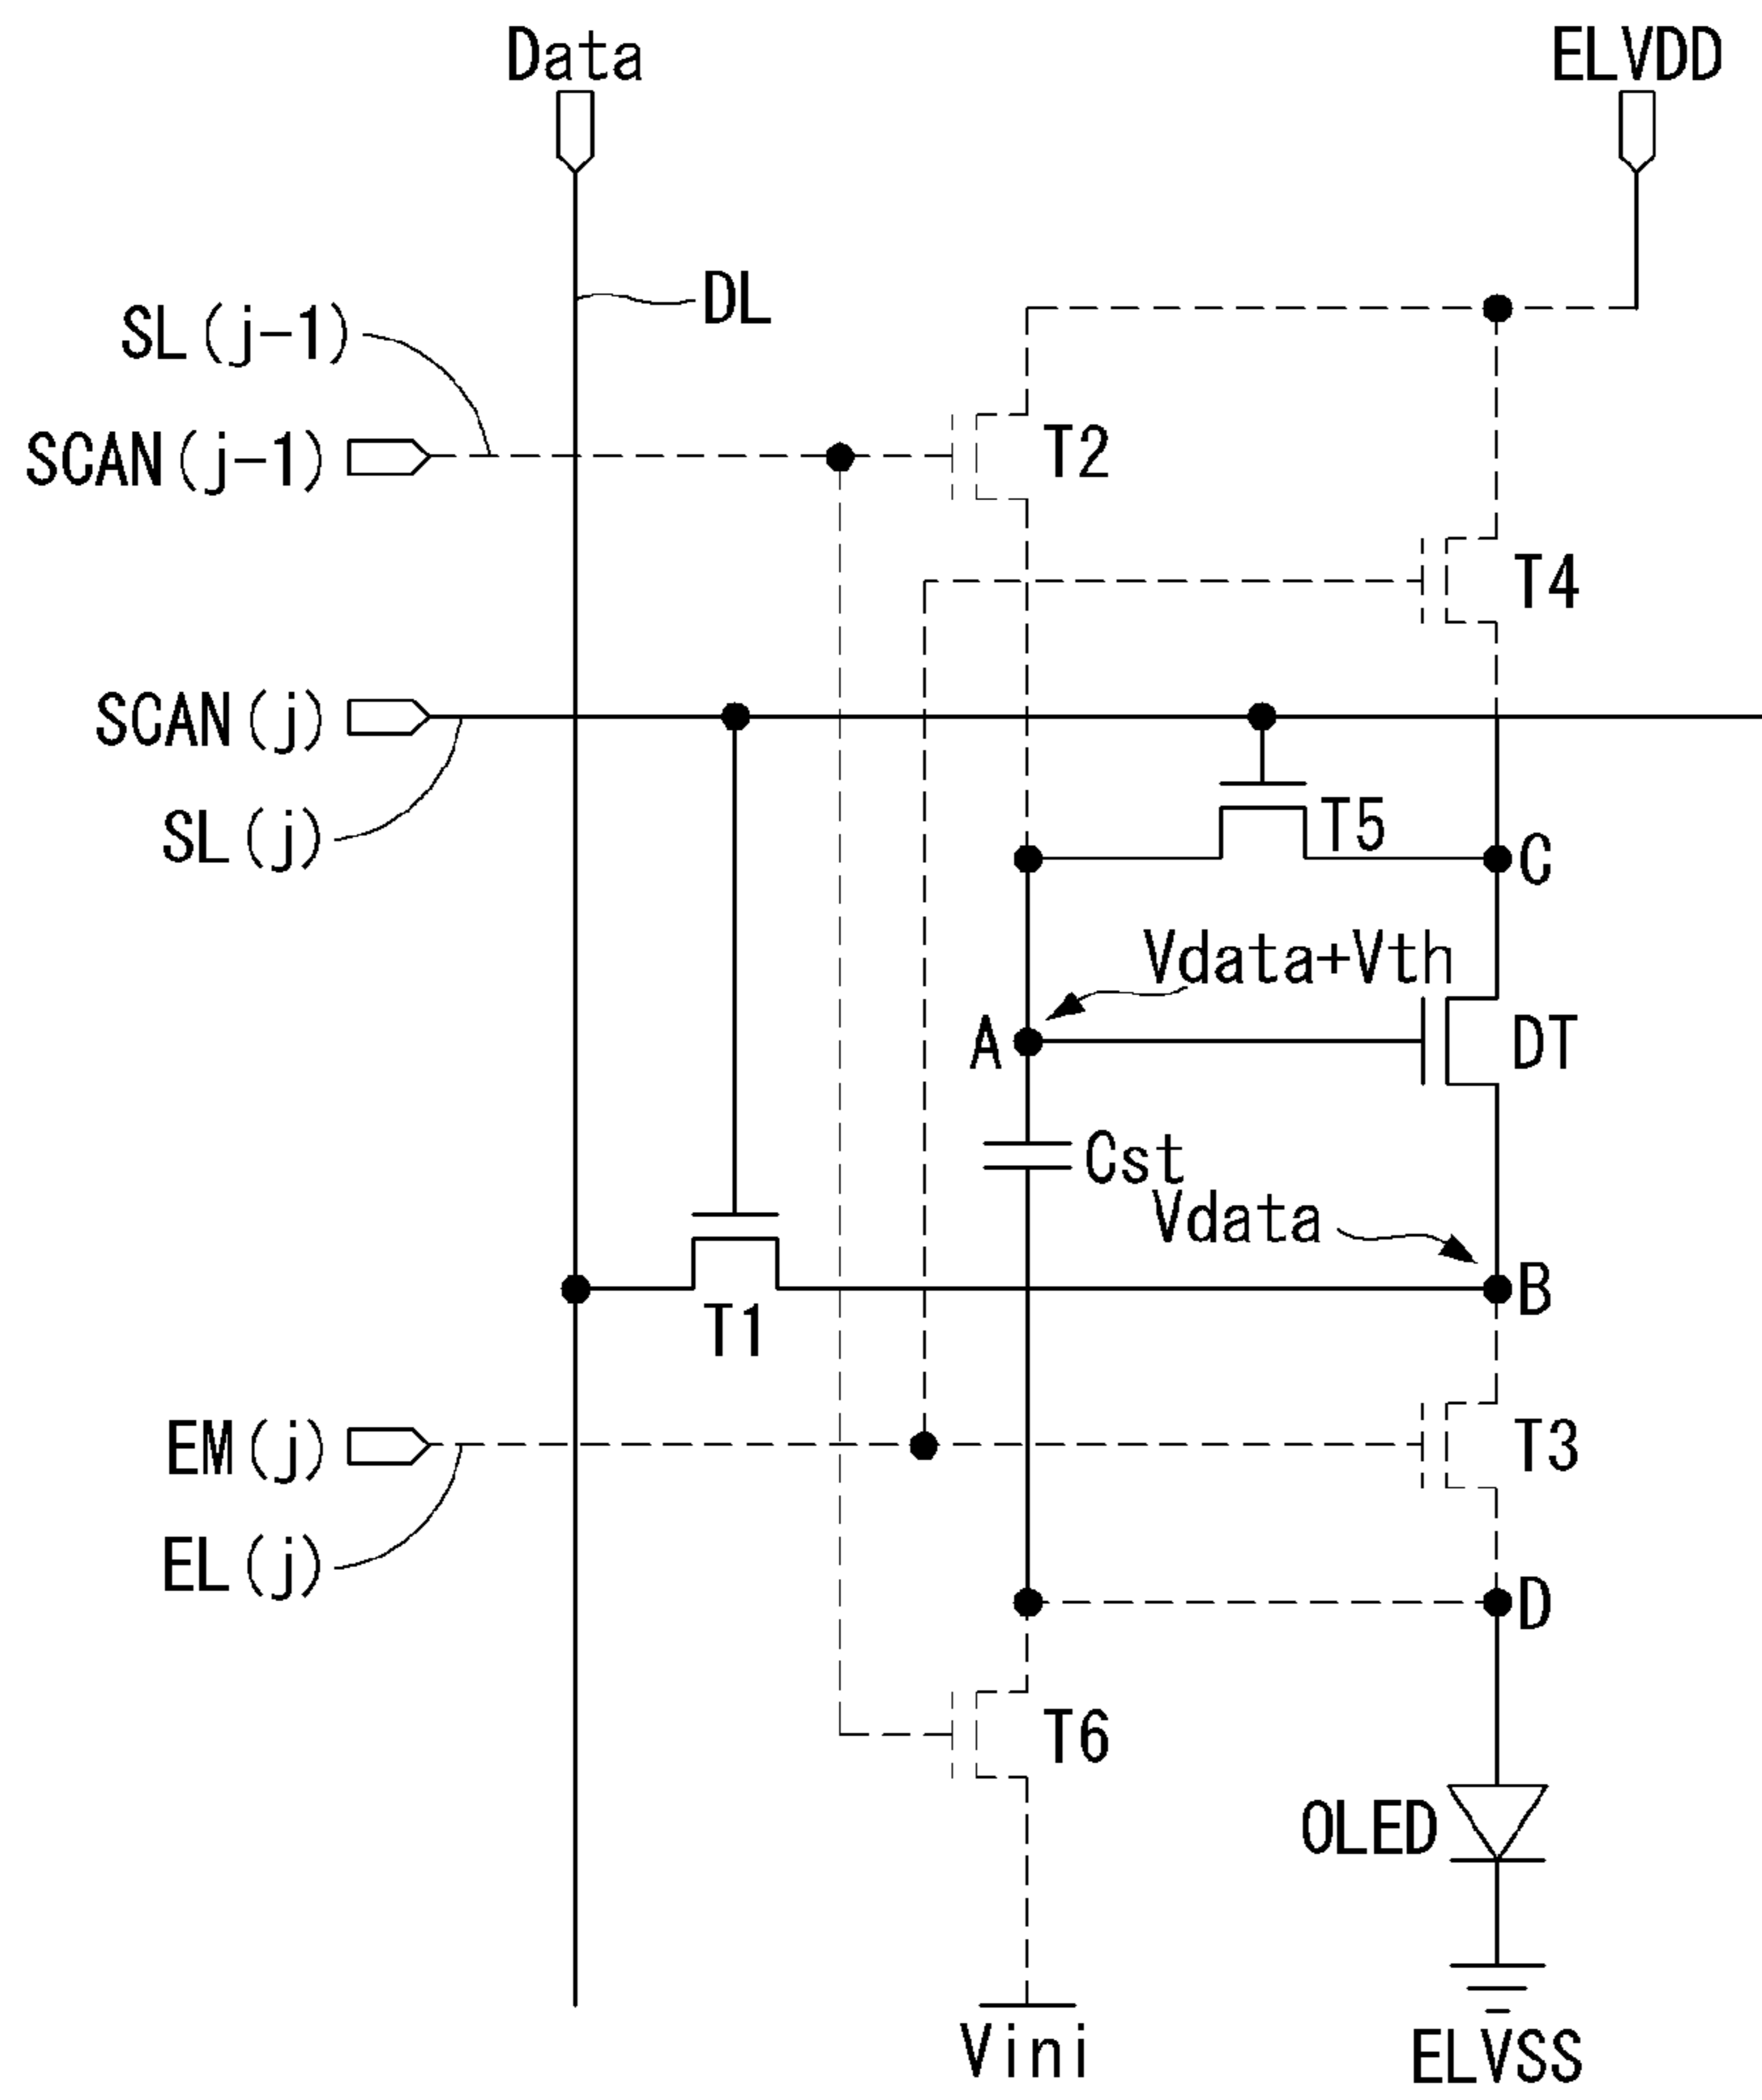 Data
ELVDD
DL
SL(j-1)
SCAN(j-1)
T2
T4
SCAN(j)
SL(j)
T5
C
Vdata+Vth
A
DT
Cst
Vdata
B
T1
EM(j)
T3
EL(j)
D
T6
OLED
Vini
ELVSS